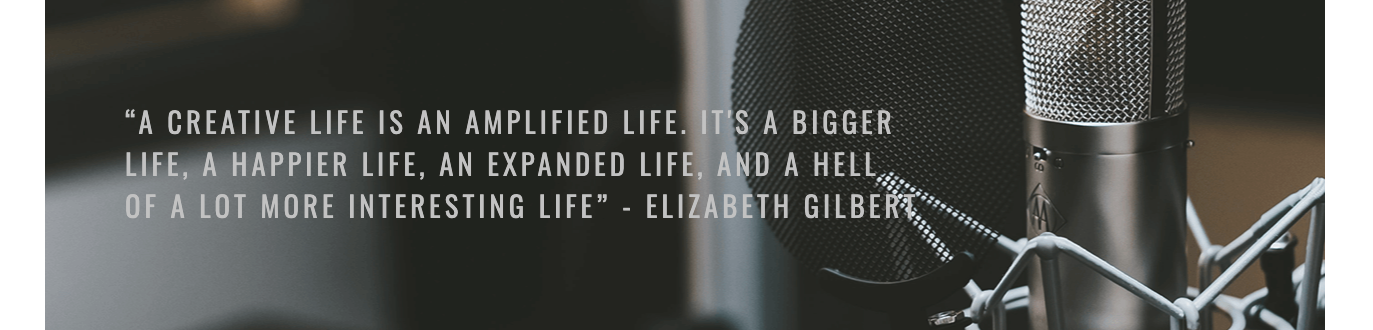 “A CREATIVE LIFE IS AN AMPLIFIED LIFE. IT'S A BIGGER
LIFE, A HAPPIER LIFE, AN EXPANDED LIFE, AND A HELL
OF A LOT MORE INTERESTING LIFE” - ELIZABETH GILBERT